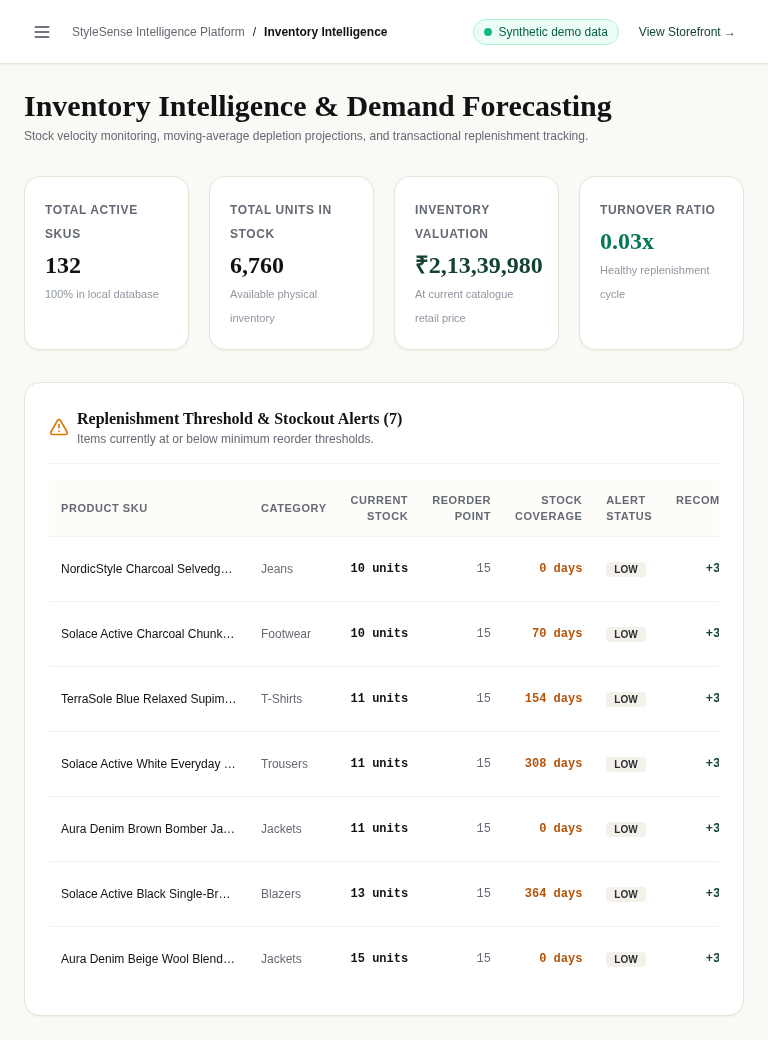 StyleSense Intelligence Platform / Inventory Intelligence
Synthetic demo data
View Storefront →
Inventory Intelligence & Demand Forecasting
Stock velocity monitoring, moving-average depletion projections, and transactional replenishment tracking.
TOTAL ACTIVE
SKUS
132
100% in local database
TOTAL UNITS IN
STOCK
6,760
Available physical
inventory
INVENTORY
VALUATION
₹2,13,39,980
At current catalogue
retail price
TURNOVER RATIO
0.03x
Healthy replenishment
cycle
Replenishment Threshold & Stockout Alerts (7)
Items currently at or below minimum reorder thresholds.
PRODUCT SKU CATEGORY CURRENT STOCK REORDER POINT STOCK COVERAGE ALERT STATUS RECOM
NordicStyle Charcoal Selvedg… Jeans 10 units 15 0 days LOW +3
Solace Active Charcoal Chunk… Footwear 10 units 15 70 days LOW +3
TerraSole Blue Relaxed Supim… T-Shirts 11 units 15 154 days LOW +3
Solace Active White Everyday … Trousers 11 units 15 308 days LOW +3
Aura Denim Brown Bomber Ja… Jackets 11 units 15 0 days LOW +3
Solace Active Black Single-Br… Blazers 13 units 15 364 days LOW +3
Aura Denim Beige Wool Blend… Jackets 15 units 15 0 days LOW +3